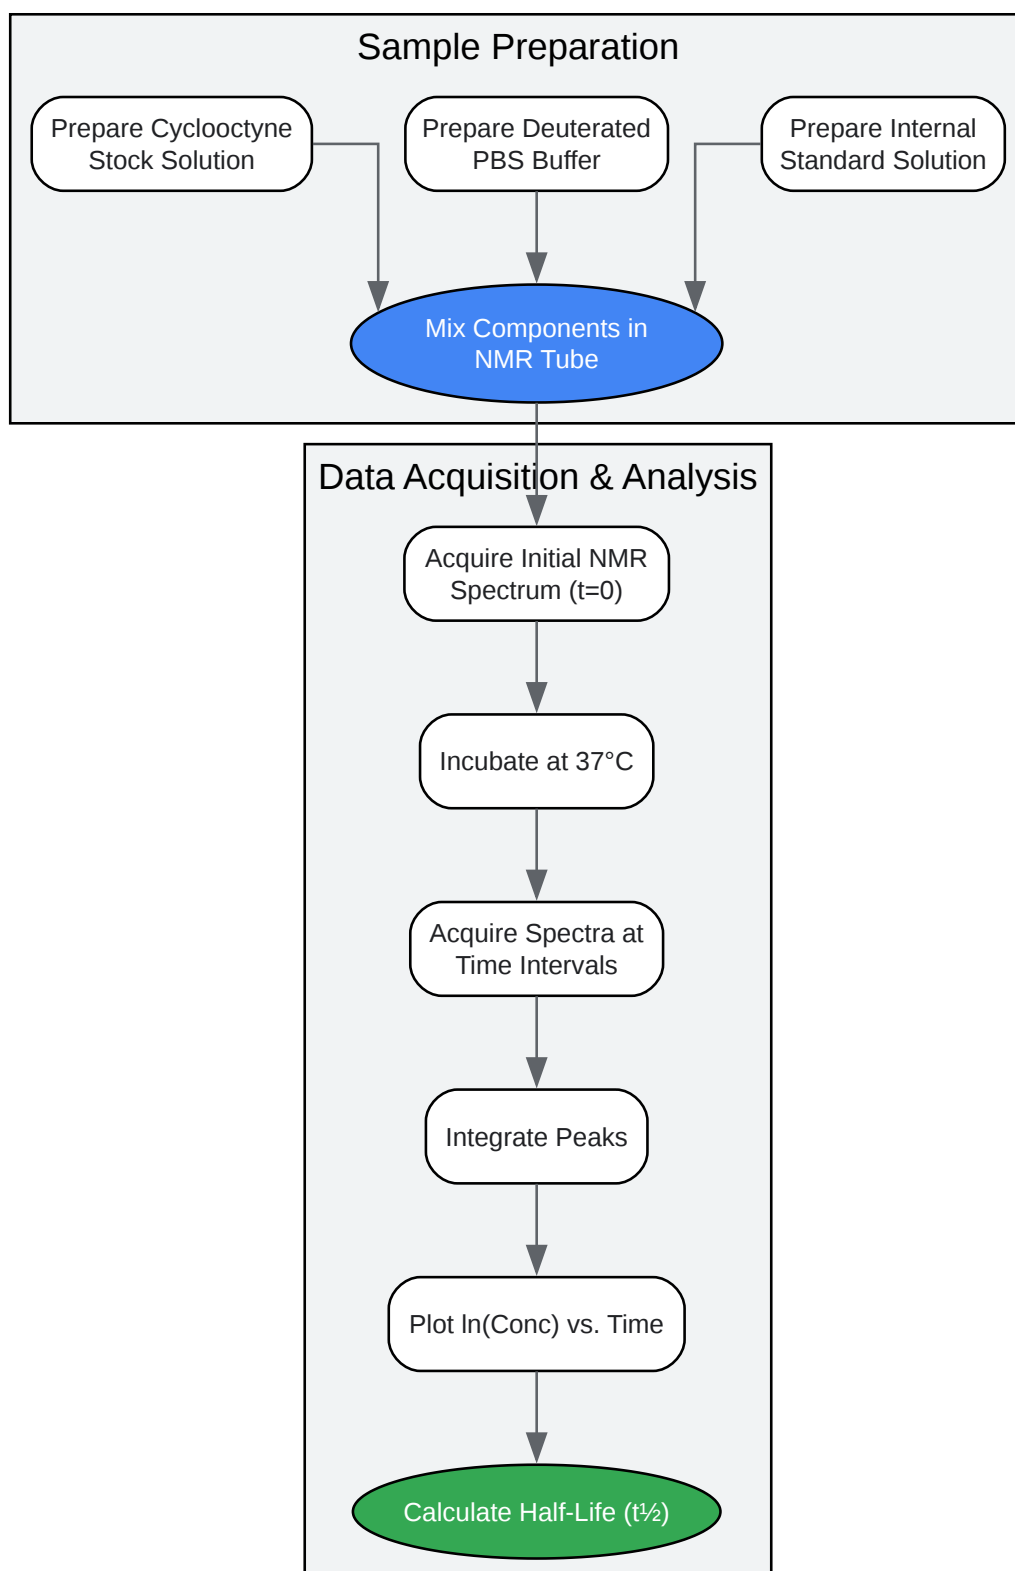 Sample Preparation
Prepare Cyclooctyne
Stock Solution
Prepare Deuterated
PBS Buffer
Prepare Internal
Standard Solution
Mix Components in
NMR Tube
Data Acquisition & Analysis
Acquire Initial NMR
Spectrum (t=0)
Incubate at 37°C
Acquire Spectra at
Time Intervals
Integrate Peaks
Plot ln(Conc) vs. Time
Calculate Half-Life (t½)